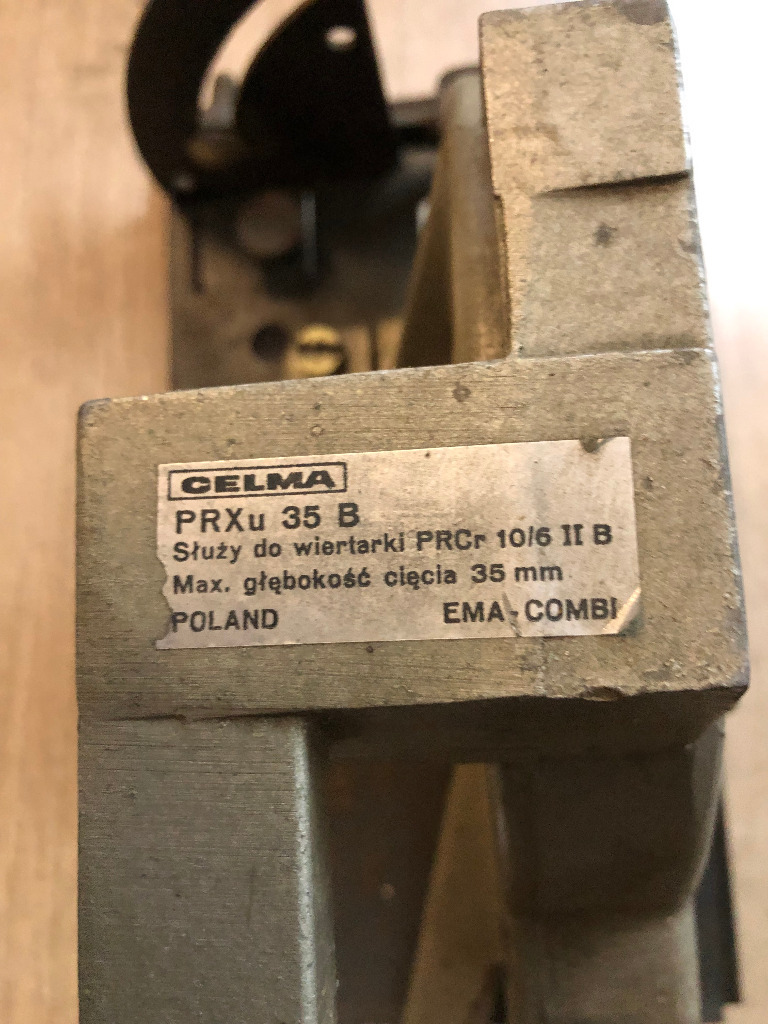 CELMA
PRXu 35 B
Służy do wiertarki PRCr 10/6 II B
Max. głębokość cięcia 35 mm
POLAND EMA-COMBI